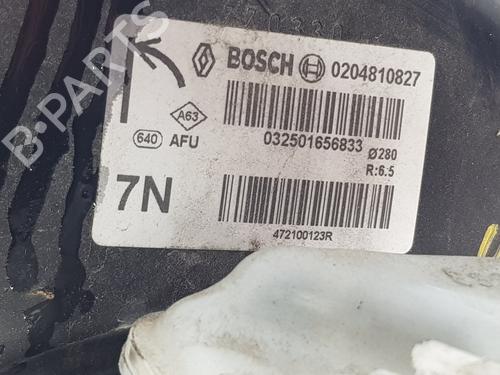 BOSCH 0204810827
A63
032501656833
Ø280
640 AFU
R:6.5
7N
472100123R
B-PARTS